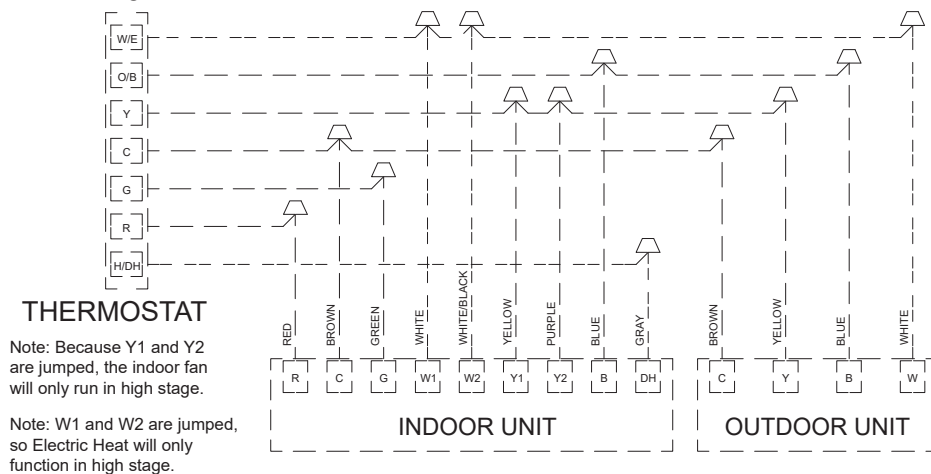 W/E
O/B
Y
C
G
R
H/DH
THERMOSTAT
Note: Because Y1 and Y2
are jumped, the indoor fan
will only run in high stage.
Note: W1 and W2 are jumped,
so Electric Heat will only
function in high stage.
RED
BROWN
GREEN
WHITE
WHITE/BLACK
YELLOW
PURPLE
BLUE
GRAY
BROWN
YELLOW
BLUE
WHITE
R C G W1 W2 Y1 Y2 B DH
INDOOR UNIT
C Y B W
OUTDOOR UNIT